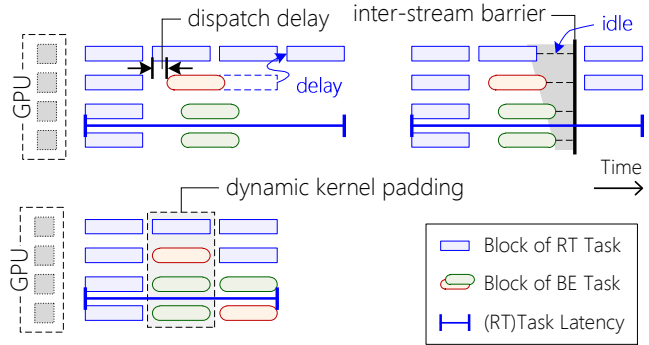 dispatch delay
inter-stream barrier
idle
delay
GPU
Time
dynamic kernel padding
GPU
Block of RT Task
Block of BE Task
(RT)Task Latency